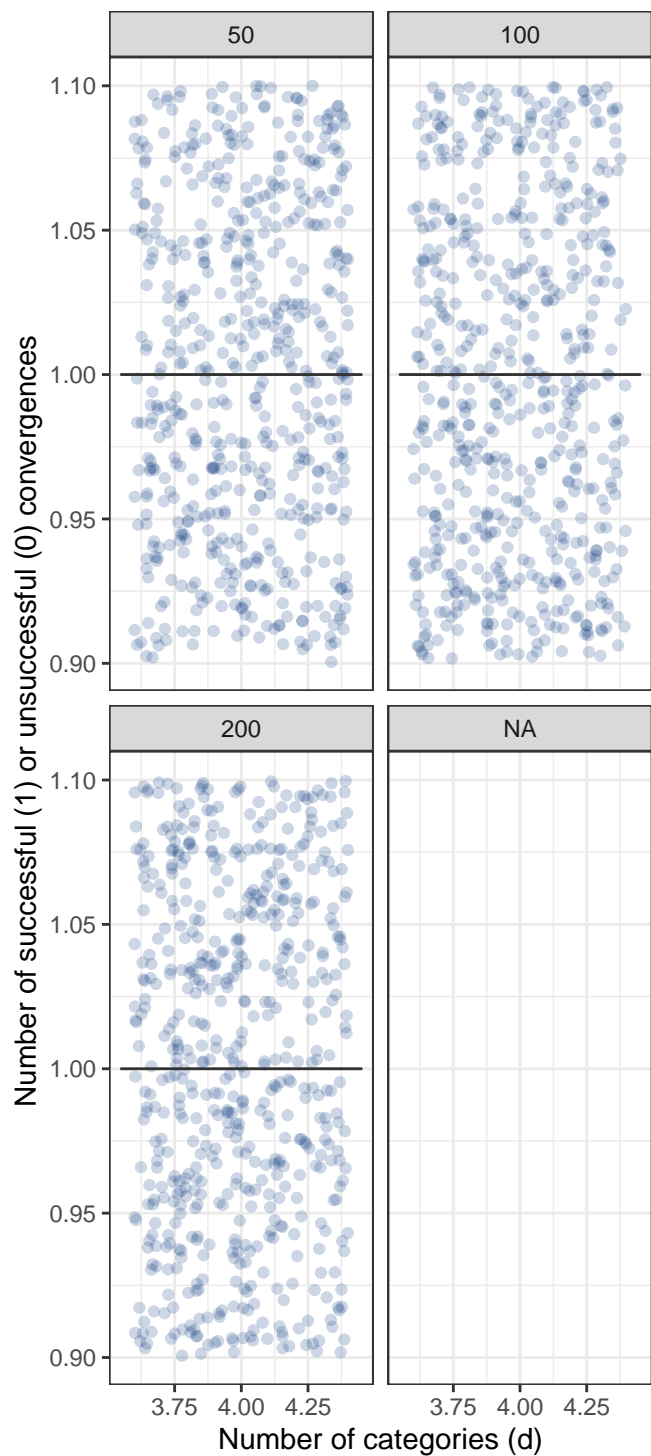 50
100
1.10
1.05
1.00
0.95
0.90
200
NA
1.10
1.05
1.00
0.95
0.90
3.75 4.00 4.25
3.75 4.00 4.25
Number of categories (d)
Number of successful (1) or unsuccessful (0) convergences